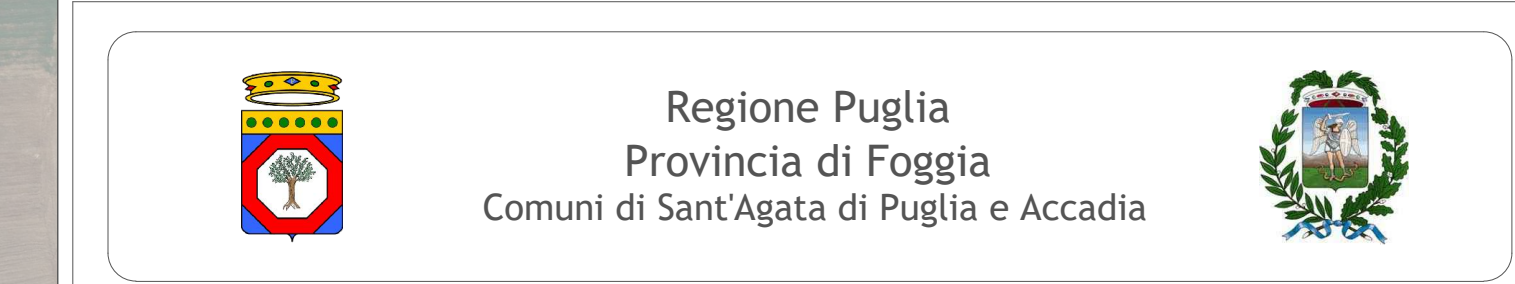 Regione Puglia
Provincia di Foggia
Comuni di Sant'Agata di Puglia e Accadia